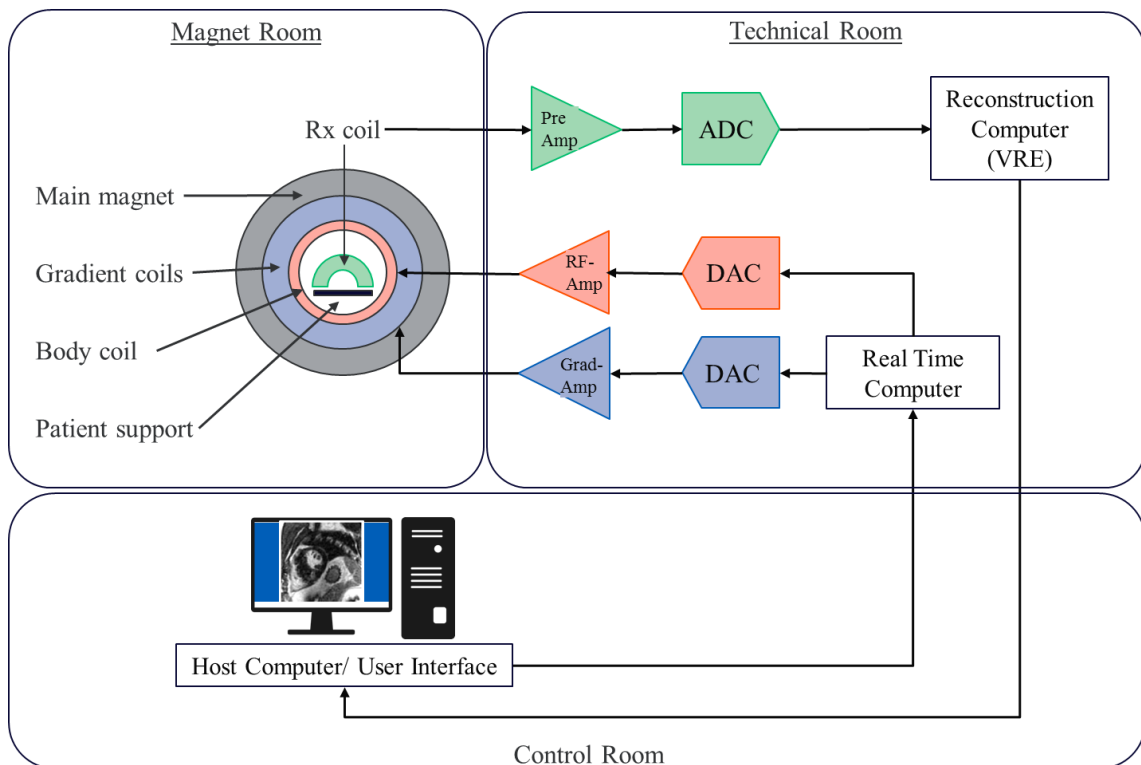 Magnet Room
Technical Room
Rx coil
Main magnet
Gradient coils
Body coil
Patient support
Pre
Amp
ADC
Reconstruction
Computer
(VRE)
RF-
Amp
DAC
Grad-
Amp
DAC
Real Time
Computer
Host Computer/ User Interface
Control Room